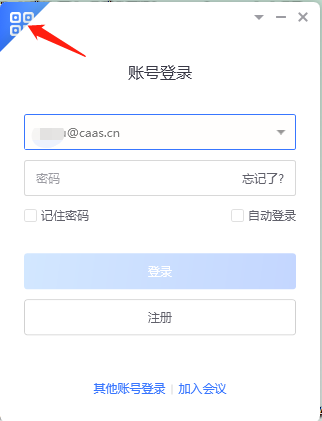 账号登录
@caas.cn
密码 忘记了?
记住密码 自动登录
登录
注册
其他账号登录 | 加入会议